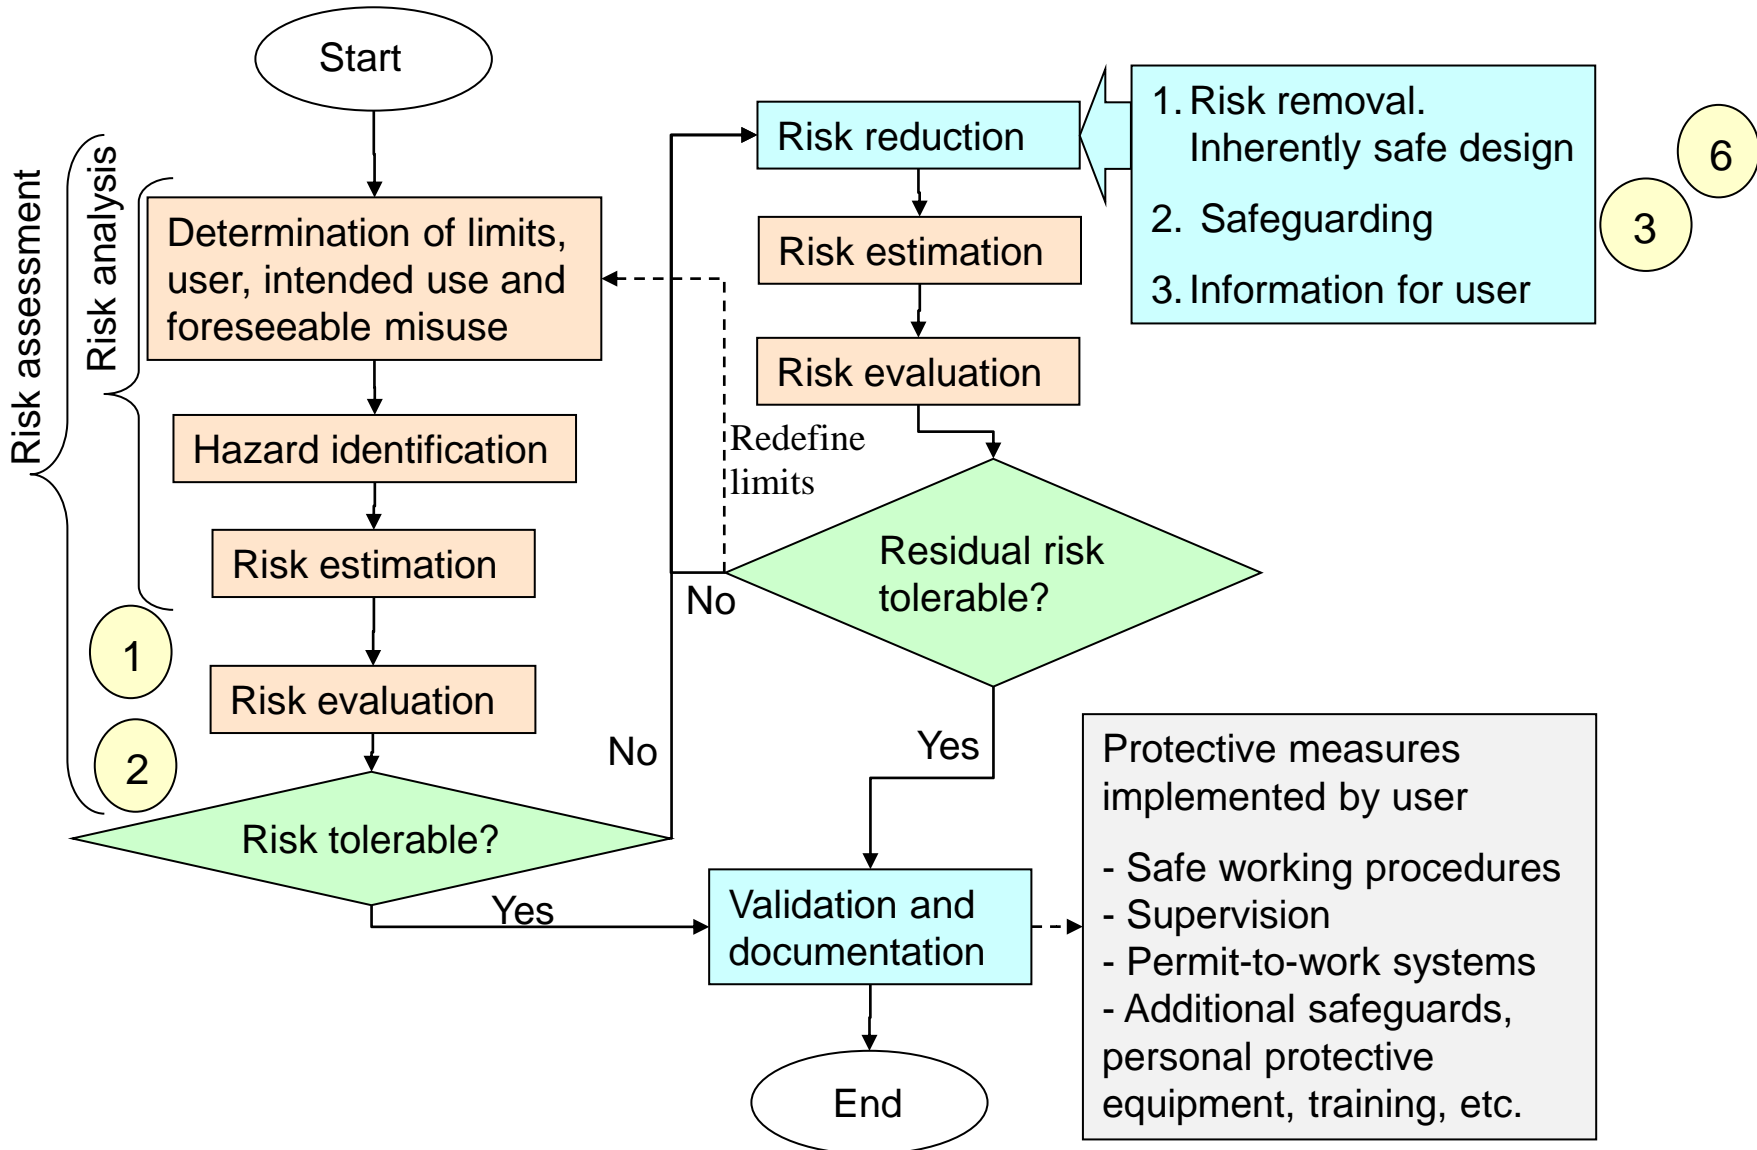 Start
Risk assessment
Risk analysis
Determination of limits,
user, intended use and
foreseeable misuse
Hazard identification
Risk estimation
1
Risk evaluation
2
Risk tolerable?
No
Yes
Risk reduction
1. Risk removal.
Inherently safe design
2. Safeguarding
3. Information for user
6
3
Risk estimation
Risk evaluation
Redefine
limits
Residual risk
tolerable?
No
Yes
Validation and
documentation
Protective measures
implemented by user
- Safe working procedures
- Supervision
- Permit-to-work systems
- Additional safeguards,
personal protective
equipment, training, etc.
End